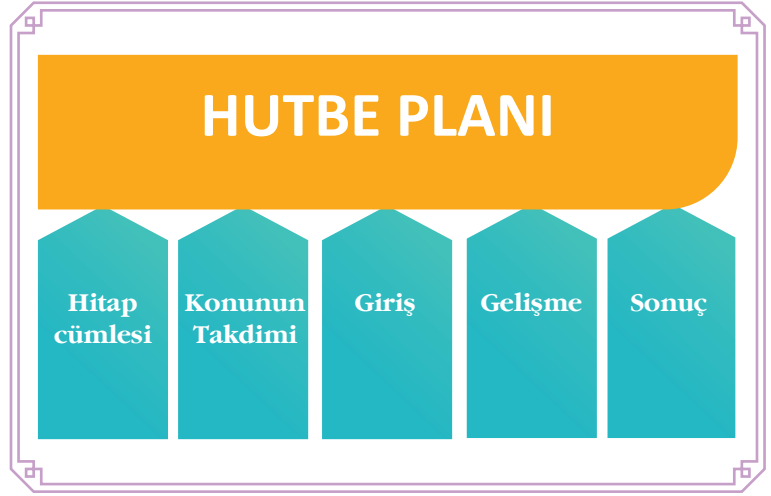 HUTBE PLANI
Hitap
cümlesi
Konunun
Takdimi
Giriş
Gelişme
Sonuç